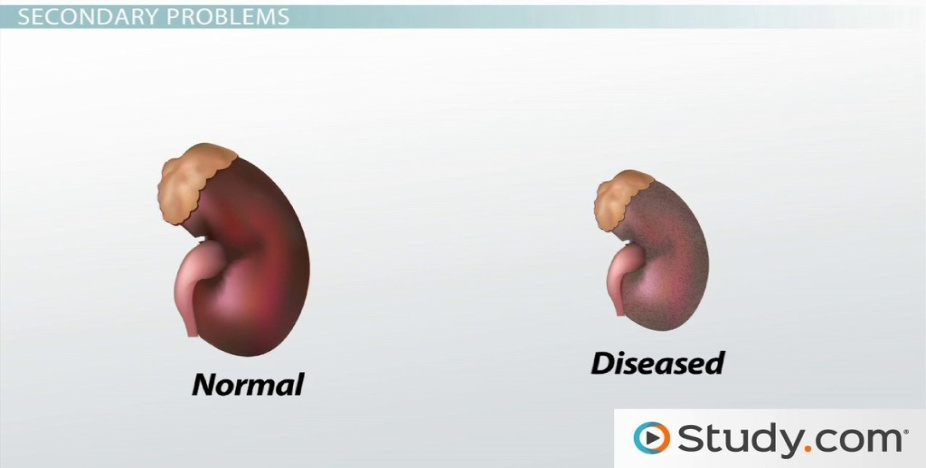 SECONDARY PROBLEMS
Normal
Diseased
Study.com®